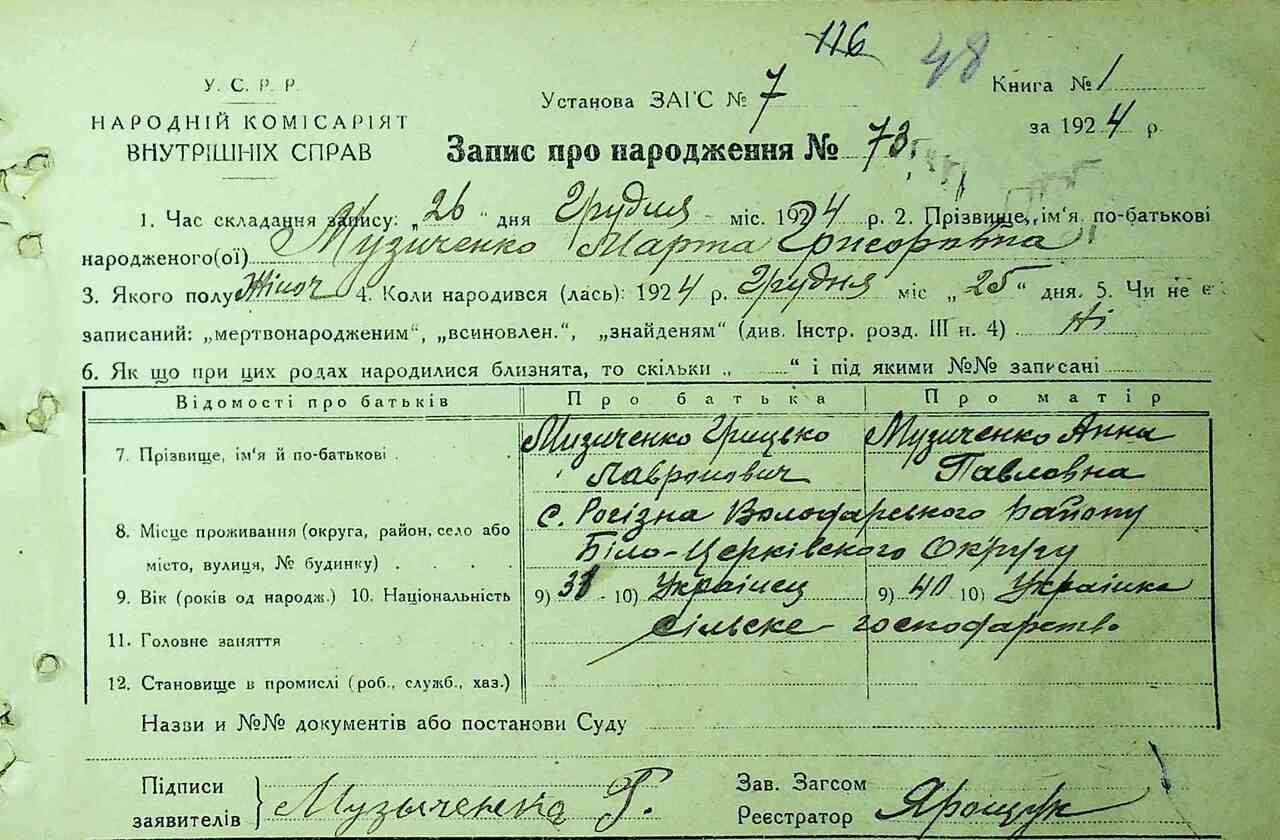 116 48
У. С. Р. Р.
НАРОДНІЙ КОМІСАРІЯТ
ВНУТРІШНІХ СПРАВ
Установа ЗАГС № 7
Книга № 1
за 1924 р.
Запис про народження № 73
1. Час складання запису: „26" дня Грудня міс. 1924 р. 2. Прізвище, ім'я по-батькові
народженого(ої) Музиченко Марта Грисорівна
3. Якого полу Жіноч 4. Коли народився (лась): 1924 р. Грудня міс „25" дня. 5. Чи не є
записаний: „мертвонародженим", „всиновлен.", „знайденям" (див. Інстр. розд. III п. 4) Ні
6. Як що при цих родах народилися близнята, то скільки „ " і під якими №№ записані
Відомості про батьків Про батька Про матір
7. Прізвище, ім'я й по-батькові . Музиченко Грицько Музиченко Анна
Павловна
8. Місце проживання (округа, район, село або с. Росізна Володарського Району
місто, вулиця, № будинку) . . . . Біло-Церківского Округу
9. Вік (років од народж.) 10. Національність 9) 10) Украінец 9) 40 10) Украінка
11. Головне заняття сільске-господарство
12. Становище в промислі (роб., служб., хаз.)
Назви и №№ документів або постанови Суду
Підписи
заявителів } Музыченко Г.
Зав. Загсом
Реєстратор Ярощук